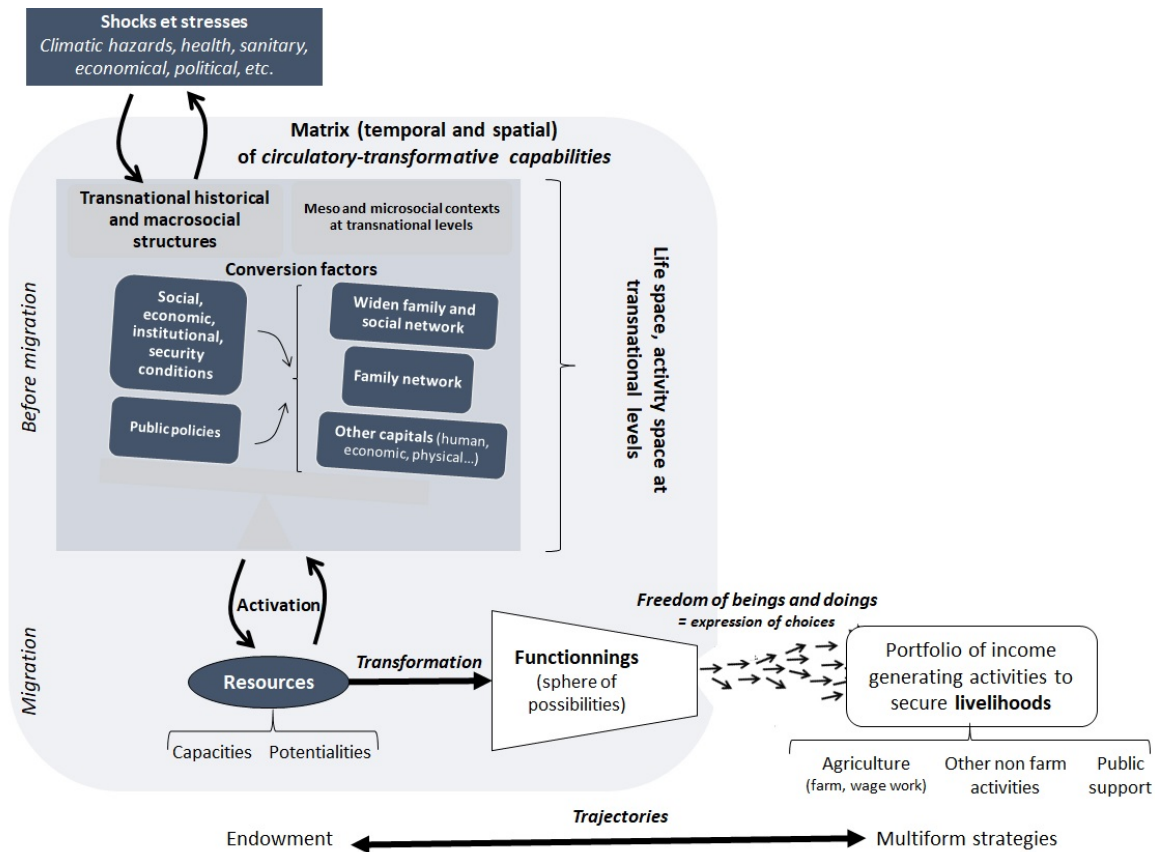 Shocks et stresses
Climatic hazards, health, sanitary,
economical, political, etc.
Matrix (temporal and spatial)
of circulatory-transformative capabilities
Transnational historical
and macrosocial
structures
Meso and microsocial contexts
at transnational levels
Conversion factors
Social,
economic,
institutional,
security
conditions
Public policies
Widen family and
social network
Family
network
Other capitals (human,
economic, physical...)
Life space, activity space at
transnational levels
Before migration
Migration
Activation
Resources
Capacities
Potentialities
Transformation
Functionnings
(sphere of
possibilities)
Freedom of beings and doings
= expression of choices
Portfolio of income
generating activities to
secure livelihoods
Agriculture
(farm, wage work)
Other non farm
activities
Public
support
Trajectories
Endowment
Multiform strategies